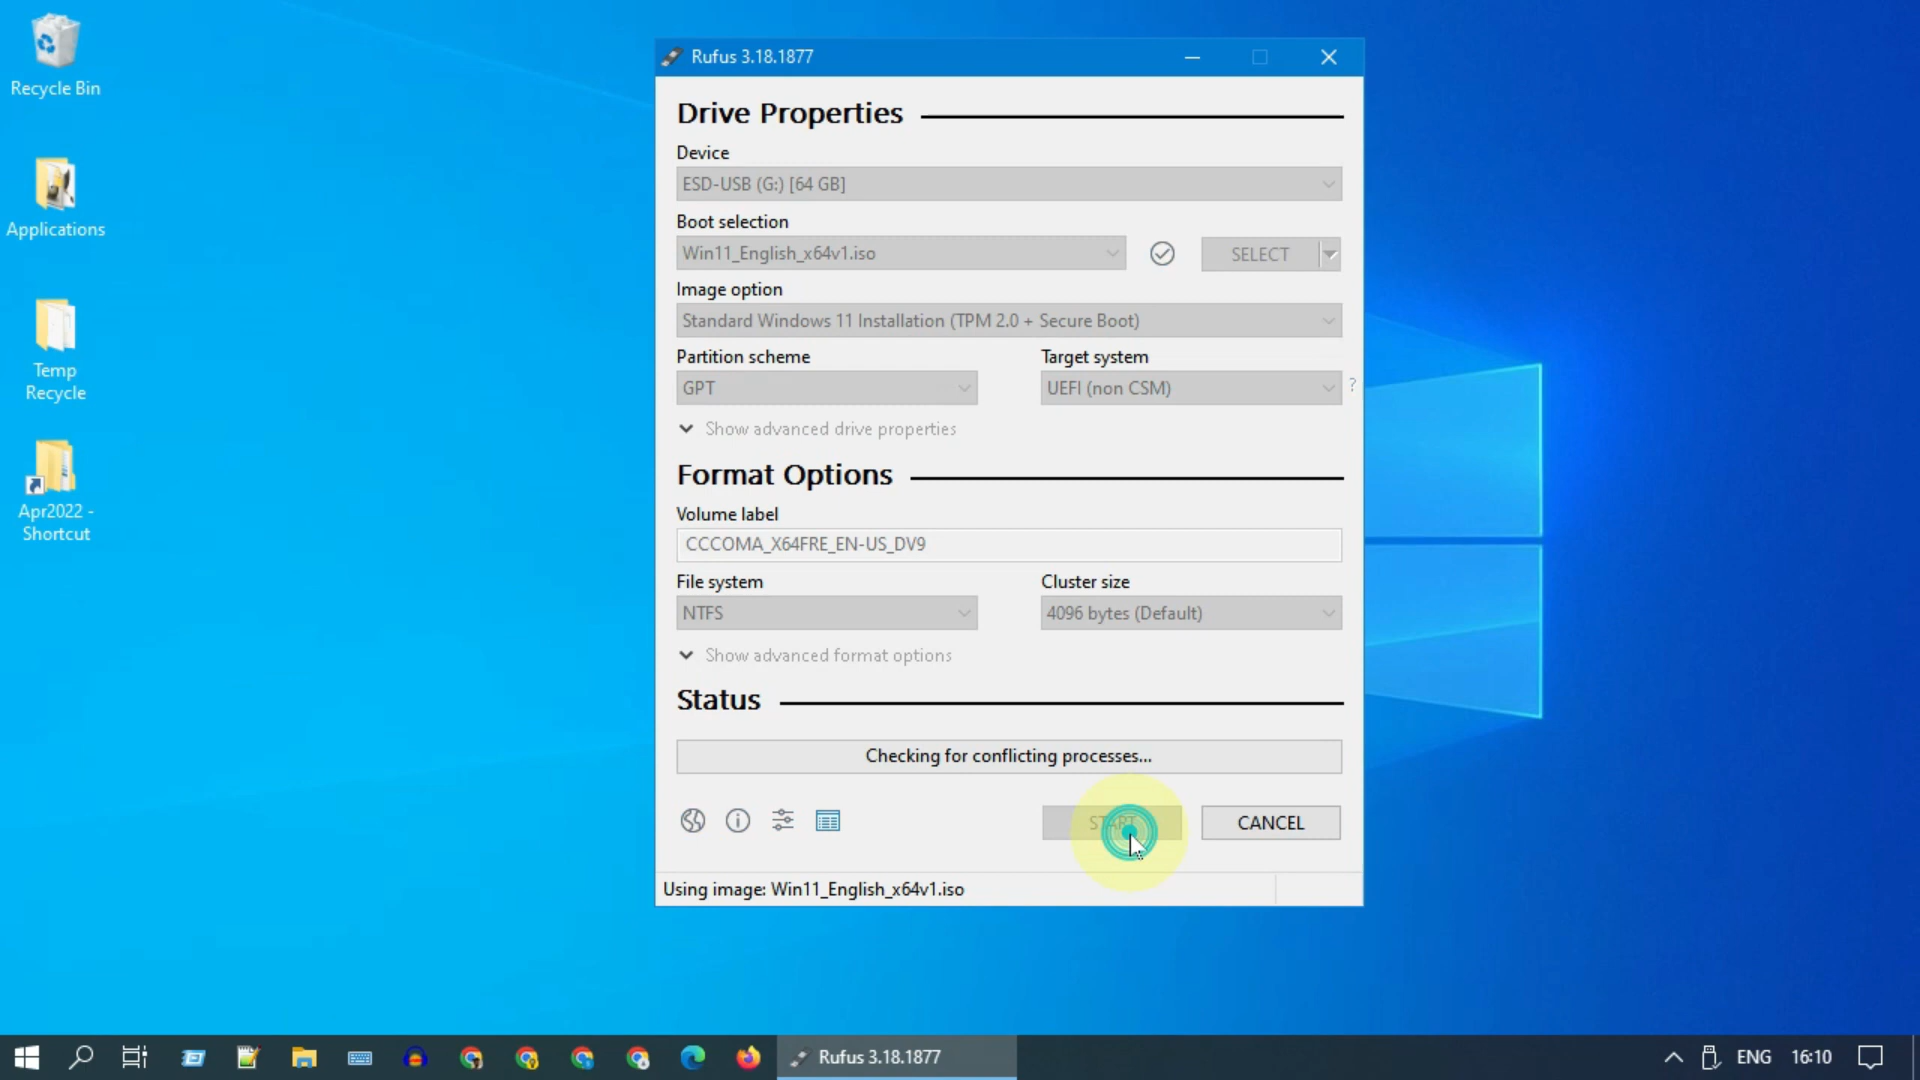 Recycle Bin
Applications
Temp
Recycle
Apr2022 -
Shortcut
Rufus 3.18.1877
Drive Properties
Device
ESD-USB (G:) [64 GB]
Boot selection
Win11_English_x64v1.iso
SELECT
Image option
Standard Windows 11 Installation (TPM 2.0 + Secure Boot)
Partition scheme
Target system
GPT
UEFI (non CSM)
?
Show advanced drive properties
Format Options
Volume label
CCCOMA_X64FRE_EN-US_DV9
File system
Cluster size
NTFS
4096 bytes (Default)
Show advanced format options
Status
Checking for conflicting processes...
START
CANCEL
Using image: Win11_English_x64v1.iso
Rufus 3.18.1877
ENG
16:10